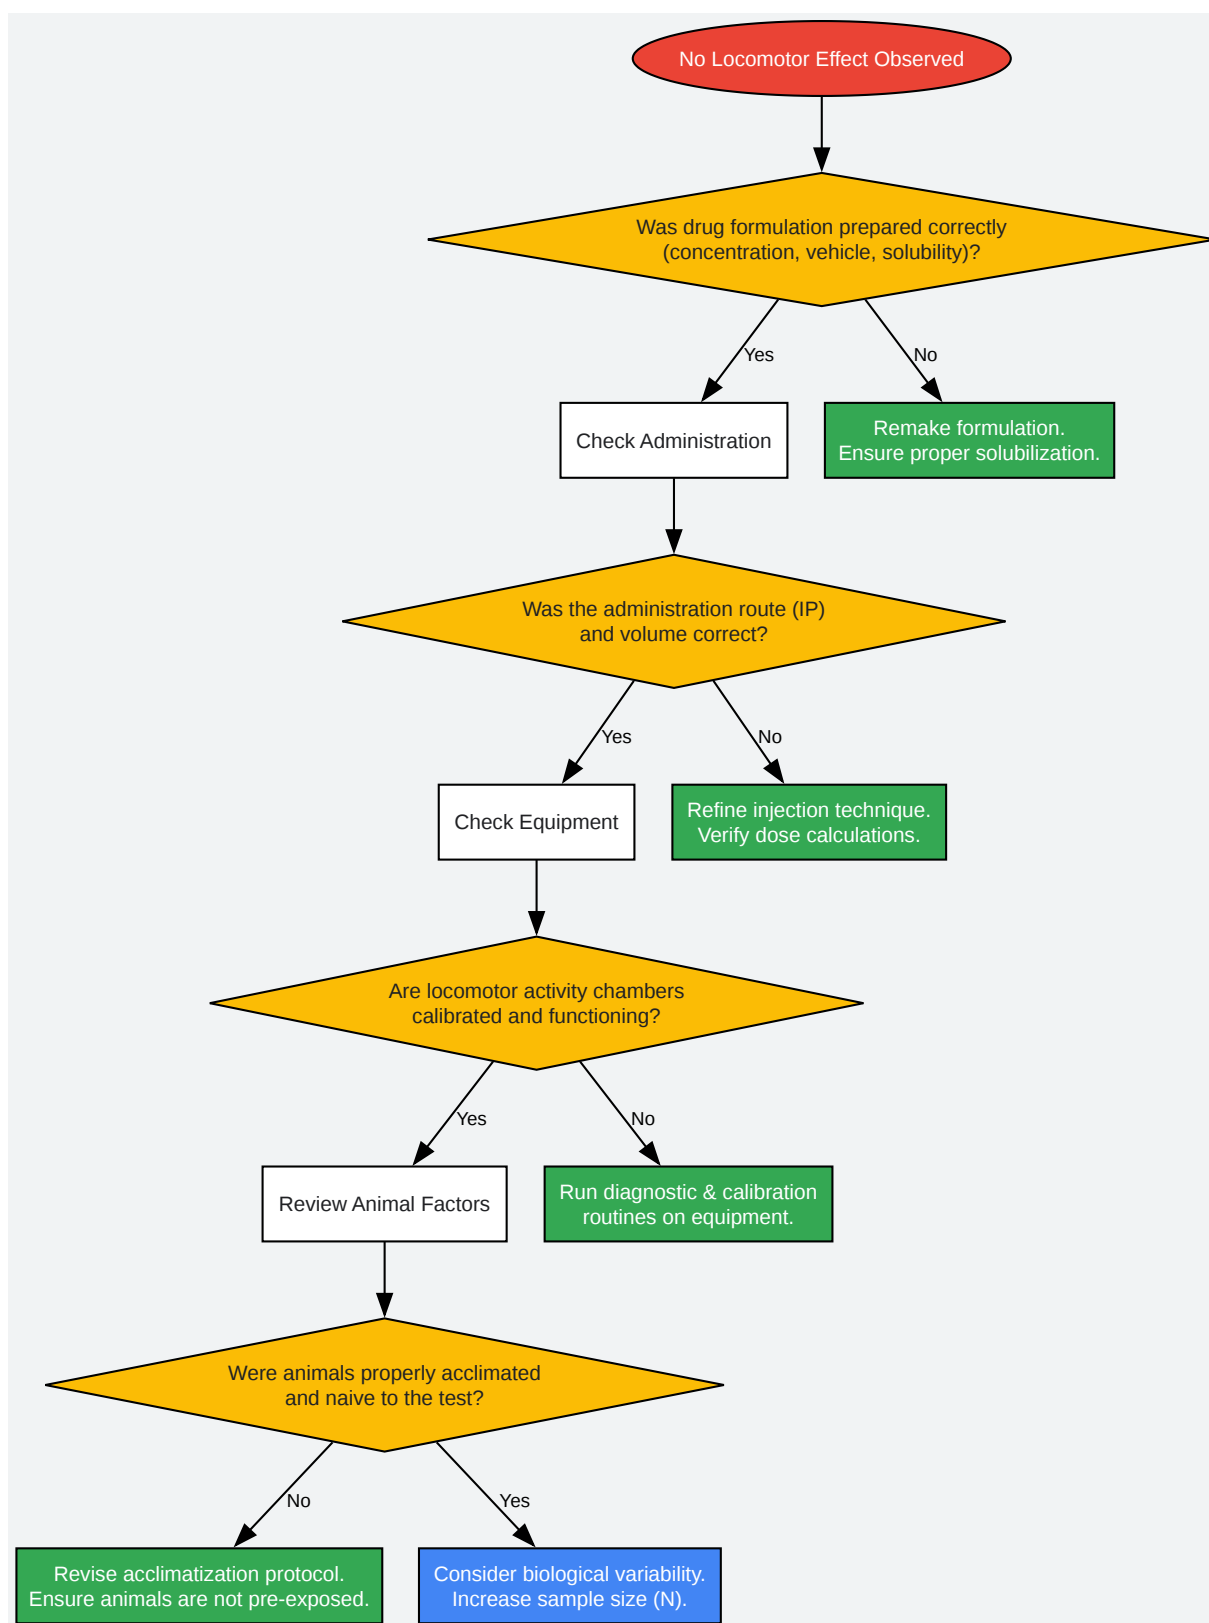 No Locomotor Effect Observed
Was drug formulation prepared correctly
(concentration, vehicle, solubility)?
Yes
No
Check Administration
Remake formulation.
Ensure proper solubilization.
Was the administration route (IP)
and volume correct?
Yes
No
Check Equipment
Refine injection technique.
Verify dose calculations.
Are locomotor activity chambers
calibrated and functioning?
Yes
No
Review Animal Factors
Run diagnostic & calibration
routines on equipment.
Were animals properly acclimated
and naive to the test?
No
Yes
Revise acclimatization protocol.
Ensure animals are not pre-exposed.
Consider biological variability.
Increase sample size (N).